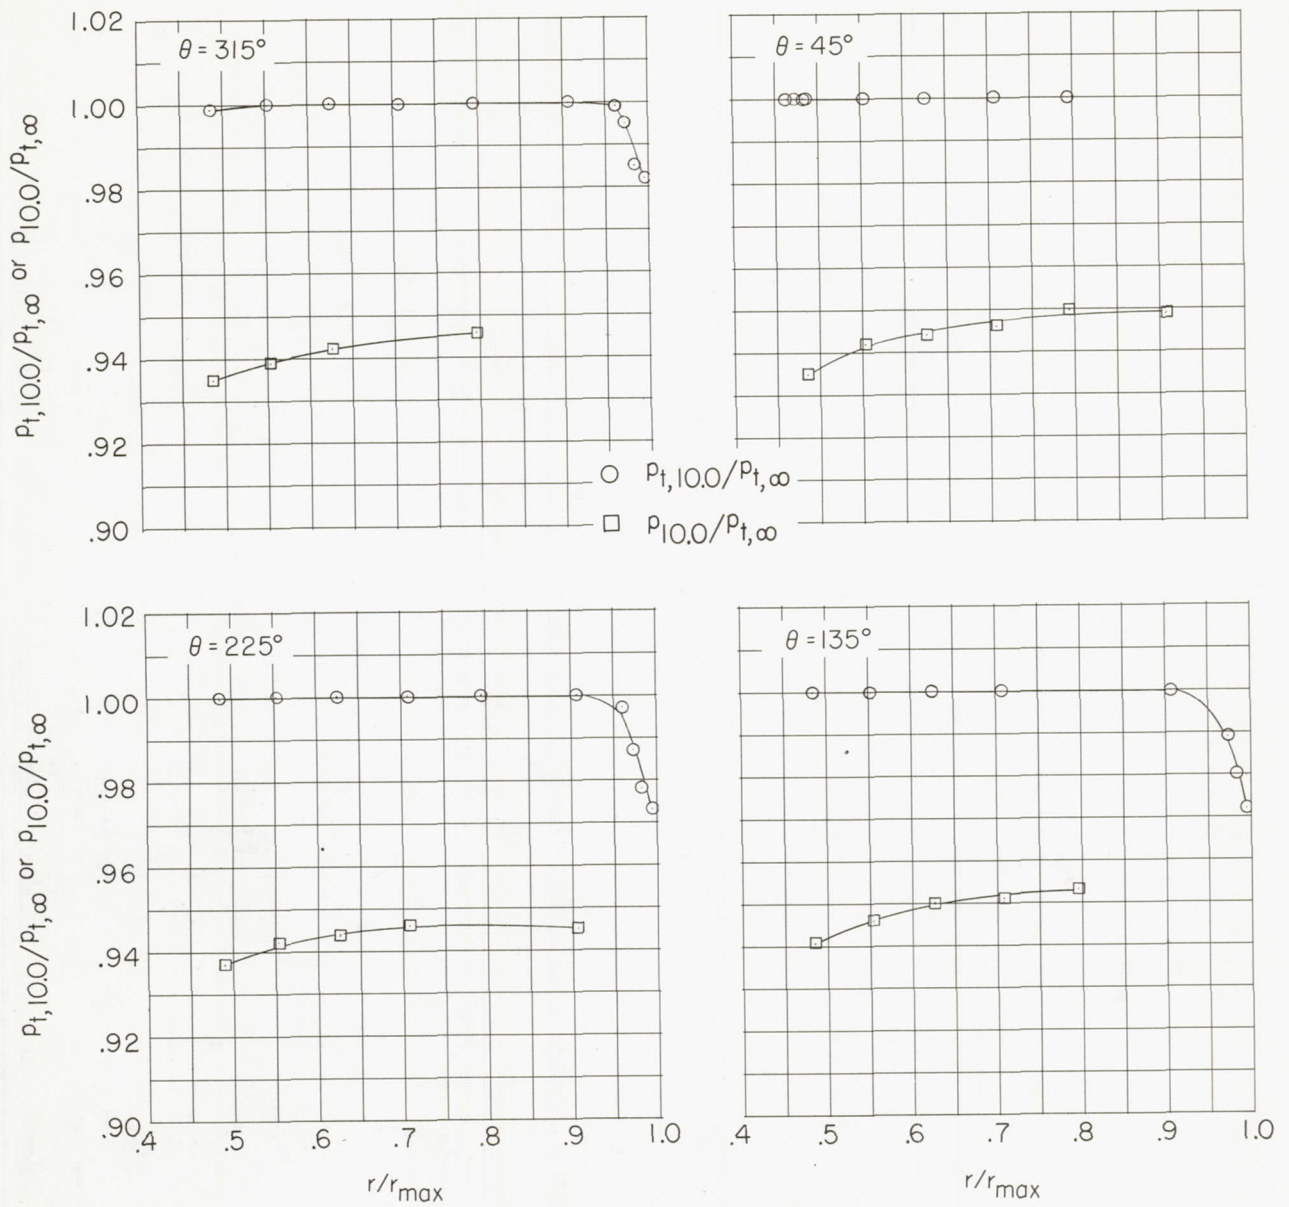 1.02
1.00
.98
.96
.94
.92
.90
pt,10.0/pt,∞ or p10.0/pt,∞
θ = 315°
θ = 45°
pt,10.0/pt,∞
p10.0/pt,∞
1.02
1.00
.98
.96
.94
.92
.90
pt,10.0/pt,∞ or p10.0/pt,∞
θ = 225°
θ = 135°
.4 .5 .6 .7 .8 .9 1.0
r/rmax
.4 .5 .6 .7 .8 .9 1.0
r/rmax